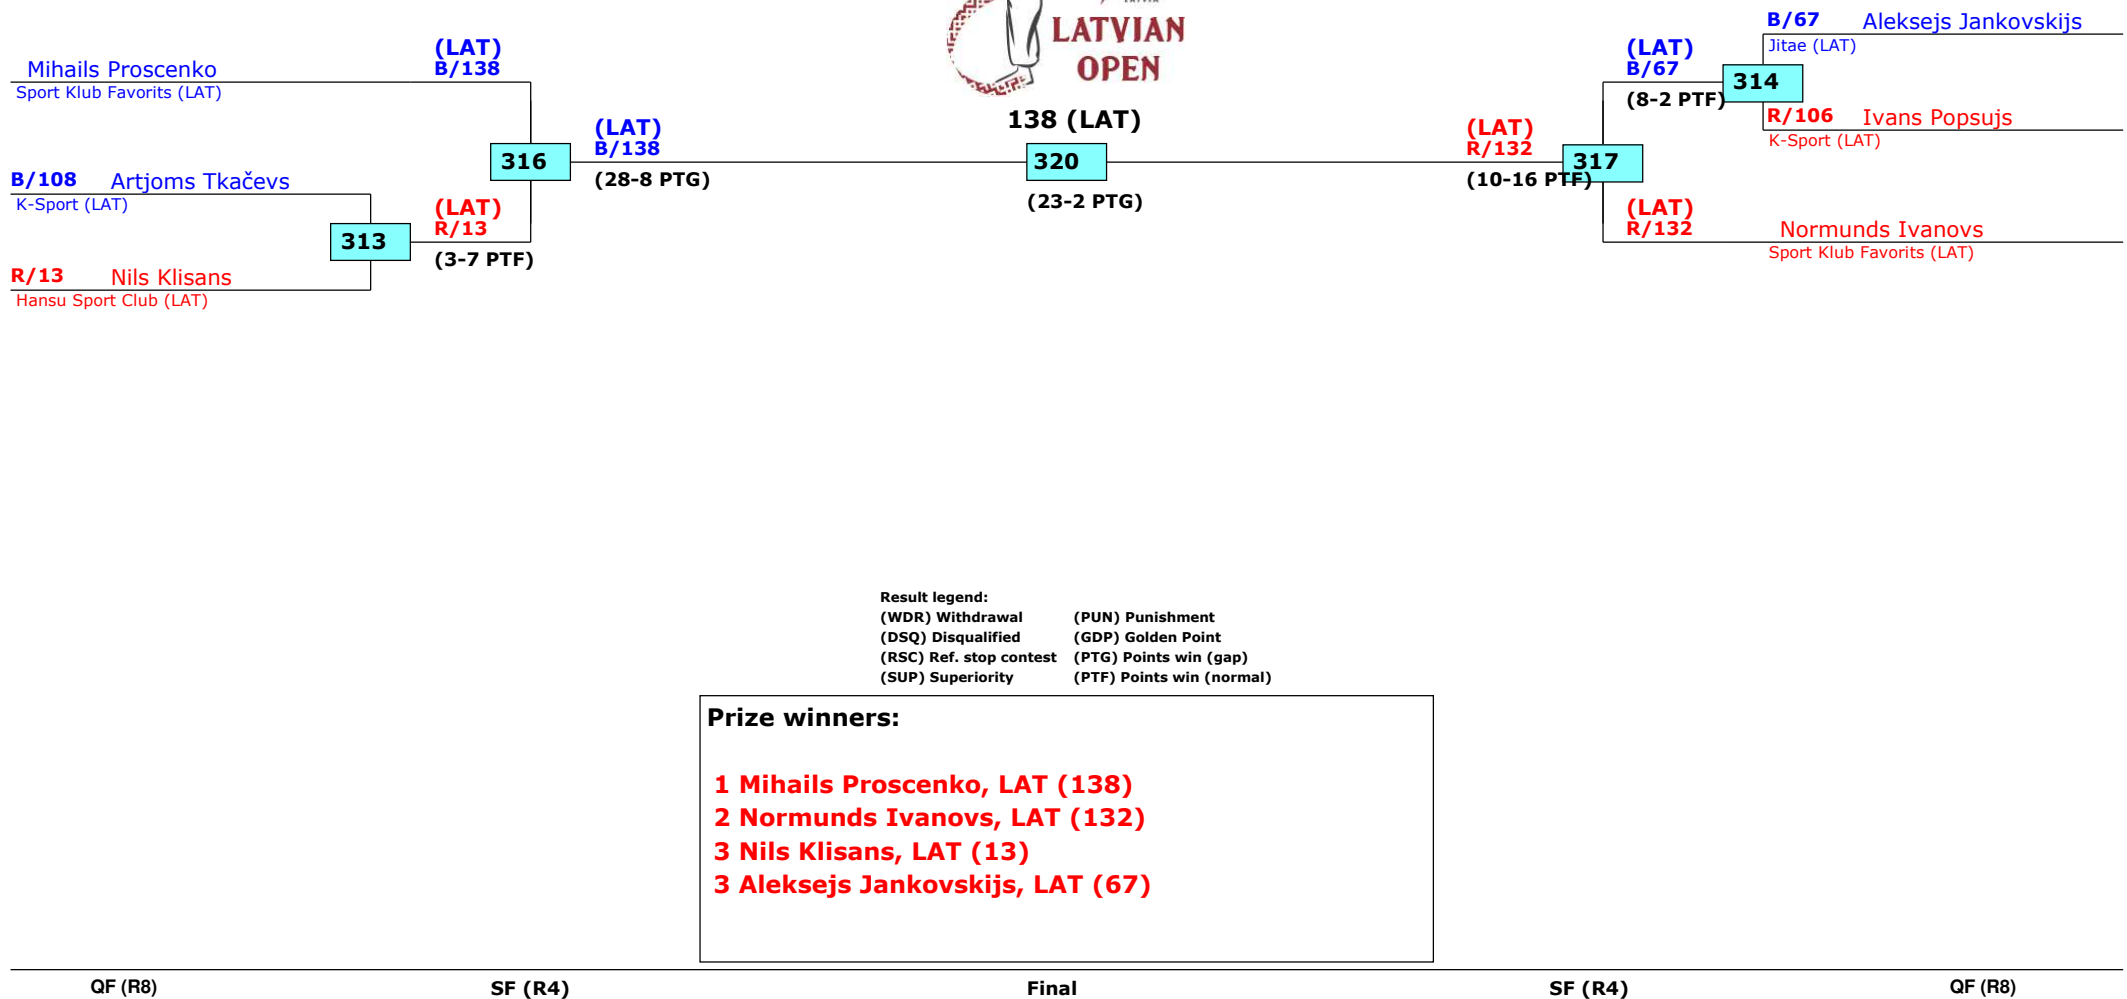 B/67 Aleksejs Jankovskijs
Jitae (LAT)
LATVIAN
OPEN
(LAT)
B/138
Mihails Proscenko
Sport Klub Favorits (LAT)
(LAT)
B/67
314
(8-2 PTF)
R/106 Ivans Popsujs
K-Sport (LAT)
138 (LAT)
(LAT)
B/138
316
(28-8 PTG)
320
(23-2 PTG)
(LAT)
R/132
317
(10-16 PTF)
B/108 Artjoms Tkačevs
K-Sport (LAT)
(LAT)
R/13
313
(3-7 PTF)
R/13 Nils Klisans
Hansu Sport Club (LAT)
(LAT)
R/132
Normunds Ivanovs
Sport Klub Favorits (LAT)
Result legend:
(WDR) Withdrawal (PUN) Punishment
(DSQ) Disqualified (GDP) Golden Point
(RSC) Ref. stop contest (PTG) Points win (gap)
(SUP) Superiority (PTF) Points win (normal)
Prize winners:
1 Mihails Proscenko, LAT (138)
2 Normunds Ivanovs, LAT (132)
3 Nils Klisans, LAT (13)
3 Aleksejs Jankovskijs, LAT (67)
QF (R8) SF (R4) Final SF (R4) QF (R8)